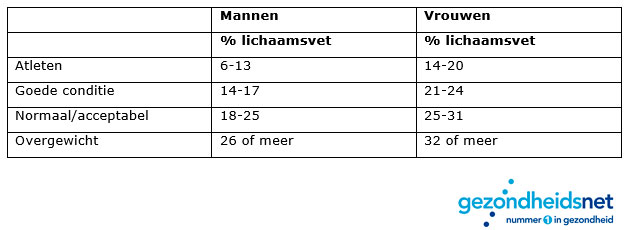 Mannen Vrouwen
% lichaamsvet % lichaamsvet
Atleten 6-13 14-20
Goede conditie 14-17 21-24
Normaal/acceptabel 18-25 25-31
Overgewicht 26 of meer 32 of meer
gezondheidsnet
nummer 1 in gezondheid